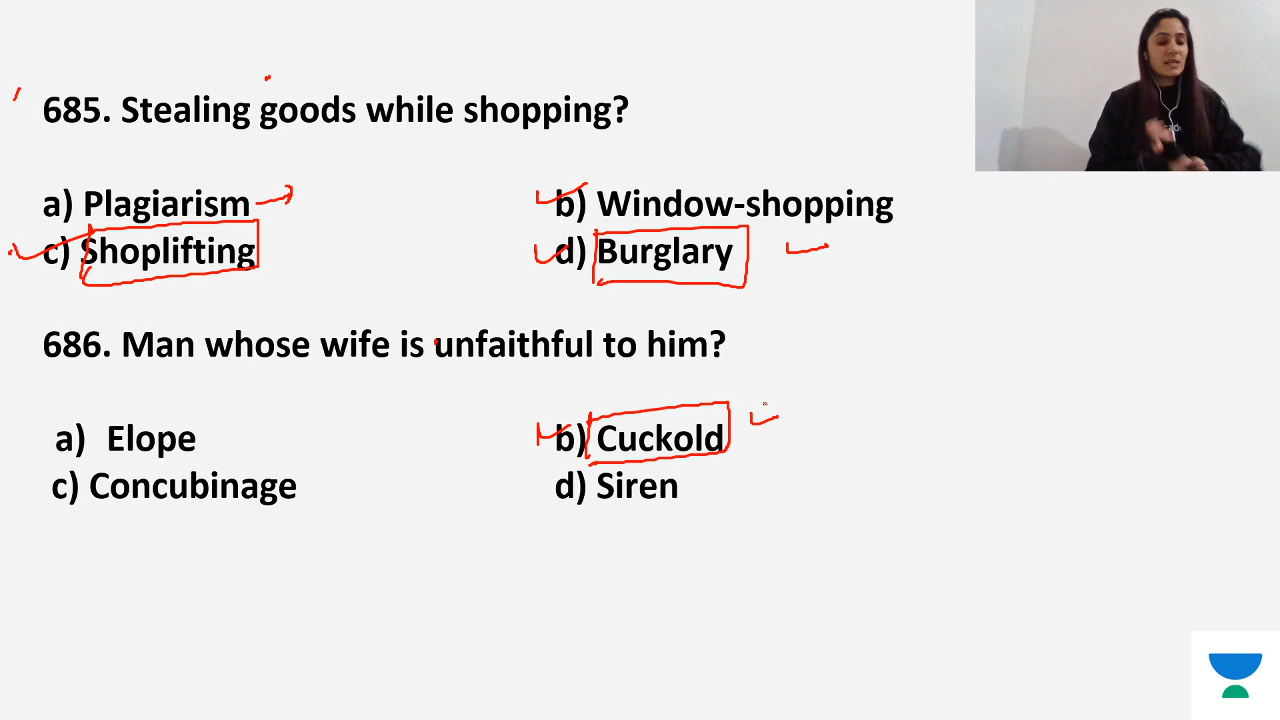 685. Stealing goods while shopping?
a) Plagiarism b) Window-shopping
c) Shoplifting d) Burglary
686. Man whose wife is unfaithful to him?
a) Elope b) Cuckold
c) Concubinage d) Siren